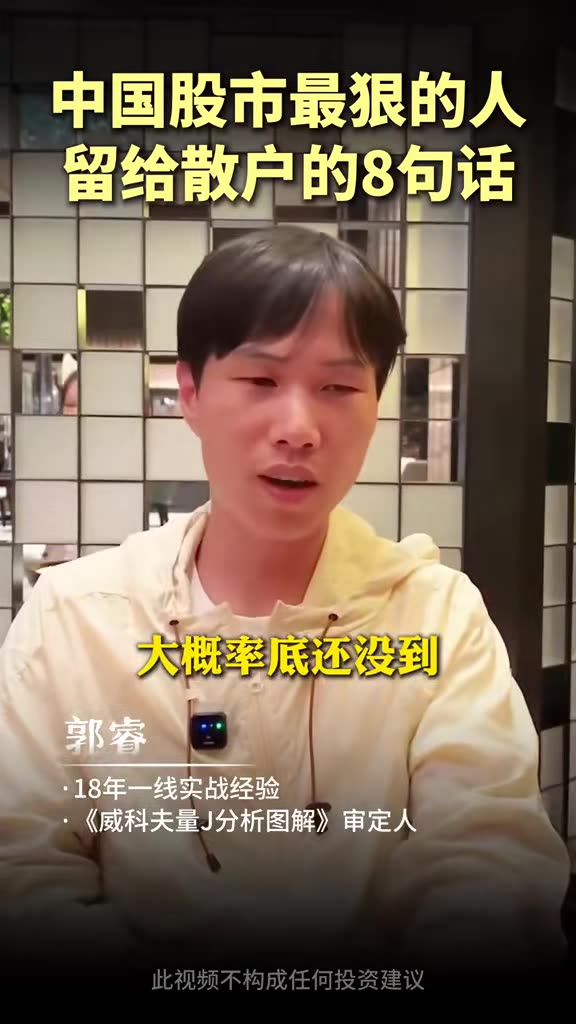 中国股市最狠的人
留给散户的8句话
大概率底还没到
郭睿
·18年一线实战经验
·《威科夫量J分析图解》审定人
此视频不构成任何投资建议